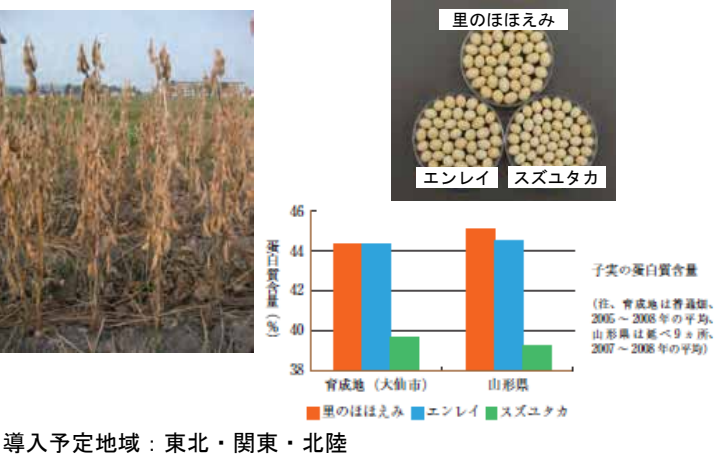 里のほほえみ
エンレイ
スズユタカ
蛋白質含量(%)
46
44
42
40
38
育成地（大仙市）
山形県
里のほほえみ
エンレイ
スズユタカ
子実の蛋白質含量
(注、育成地は普通畑、
2005～2008年の平均、
山形県は延べ9ヵ所、
2007～2008年の平均)
導入予定地域：東北・関東・北陸